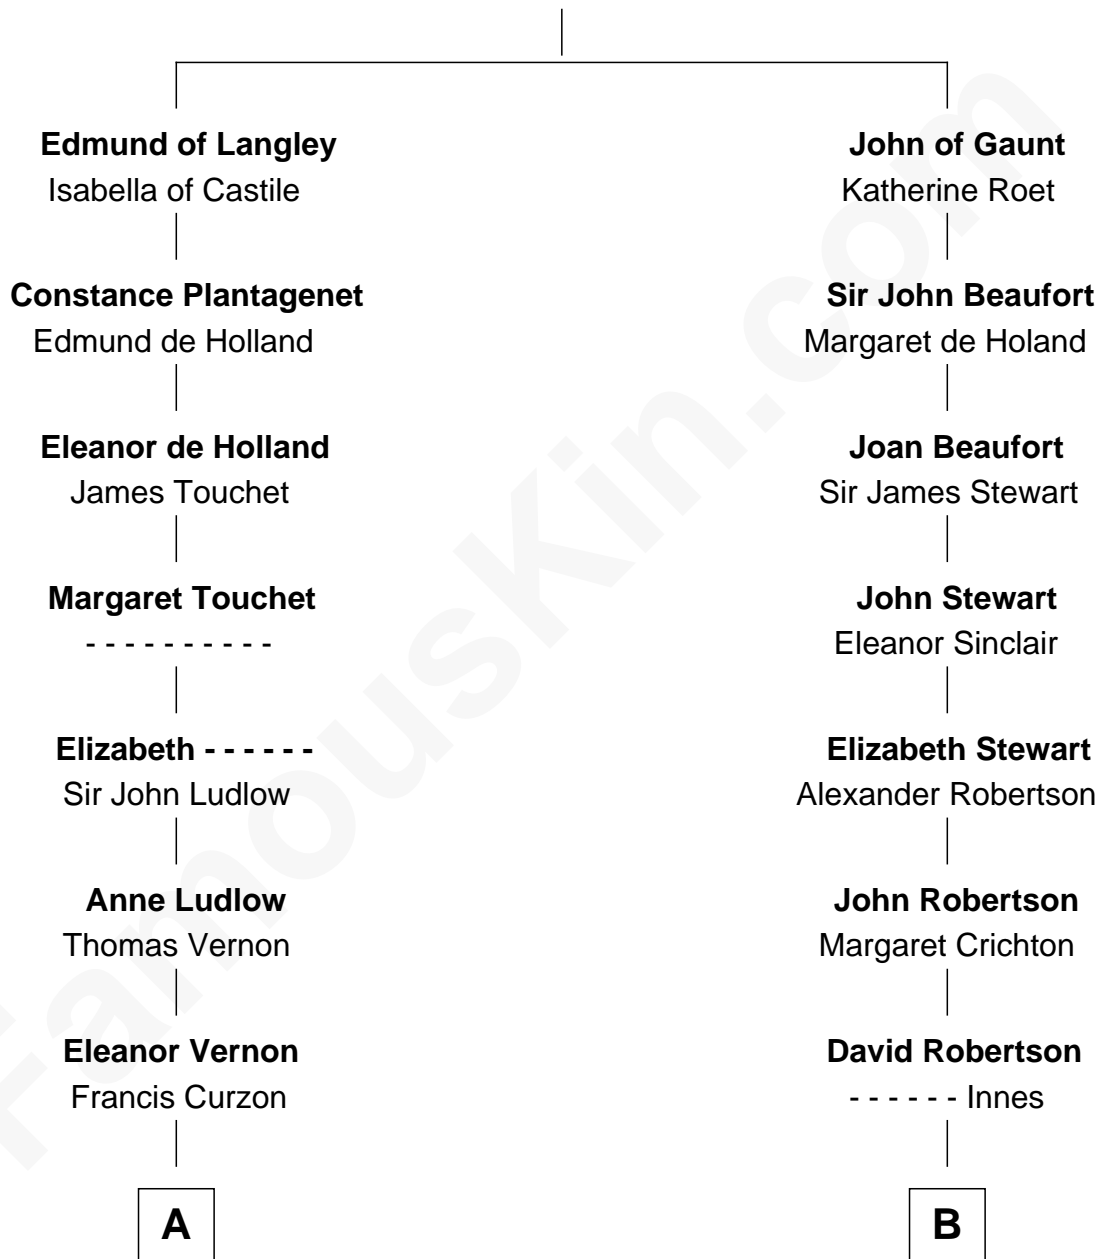 Edmund of Langley
Isabella of Castile
Constance Plantagenet
Edmund de Holland
Eleanor de Holland
James Touchet
Margaret Touchet
- - - - - - - - - -
Elizabeth - - - - - -
Sir John Ludlow
Anne Ludlow
Thomas Vernon
Eleanor Vernon
Francis Curzon
A
John of Gaunt
Katherine Roet
Sir John Beaufort
Margaret de Holand
Joan Beaufort
Sir James Stewart
John Stewart
Eleanor Sinclair
Elizabeth Stewart
Alexander Robertson
John Robertson
Margaret Crichton
David Robertson
- - - - - - Innes
B
FamousKin.com